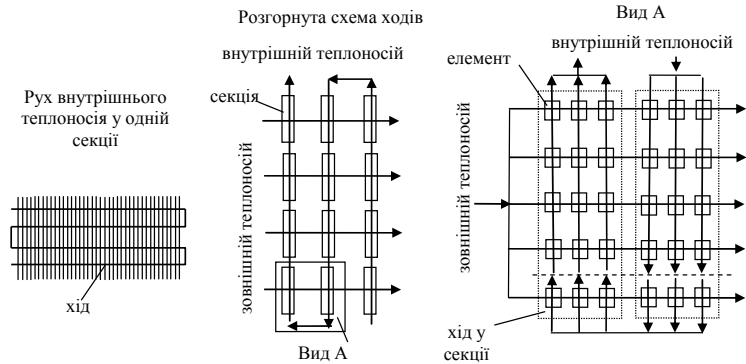 Розгорнута схема ходів
Вид А
внутрішній теплоносій
внутрішній теплоносій
елемент
секція
Рух внутрішнього
теплоносія у одній
секції
зовнішній теплоносій
зовнішній теплоносій
хід
хід у
секції
Вид А